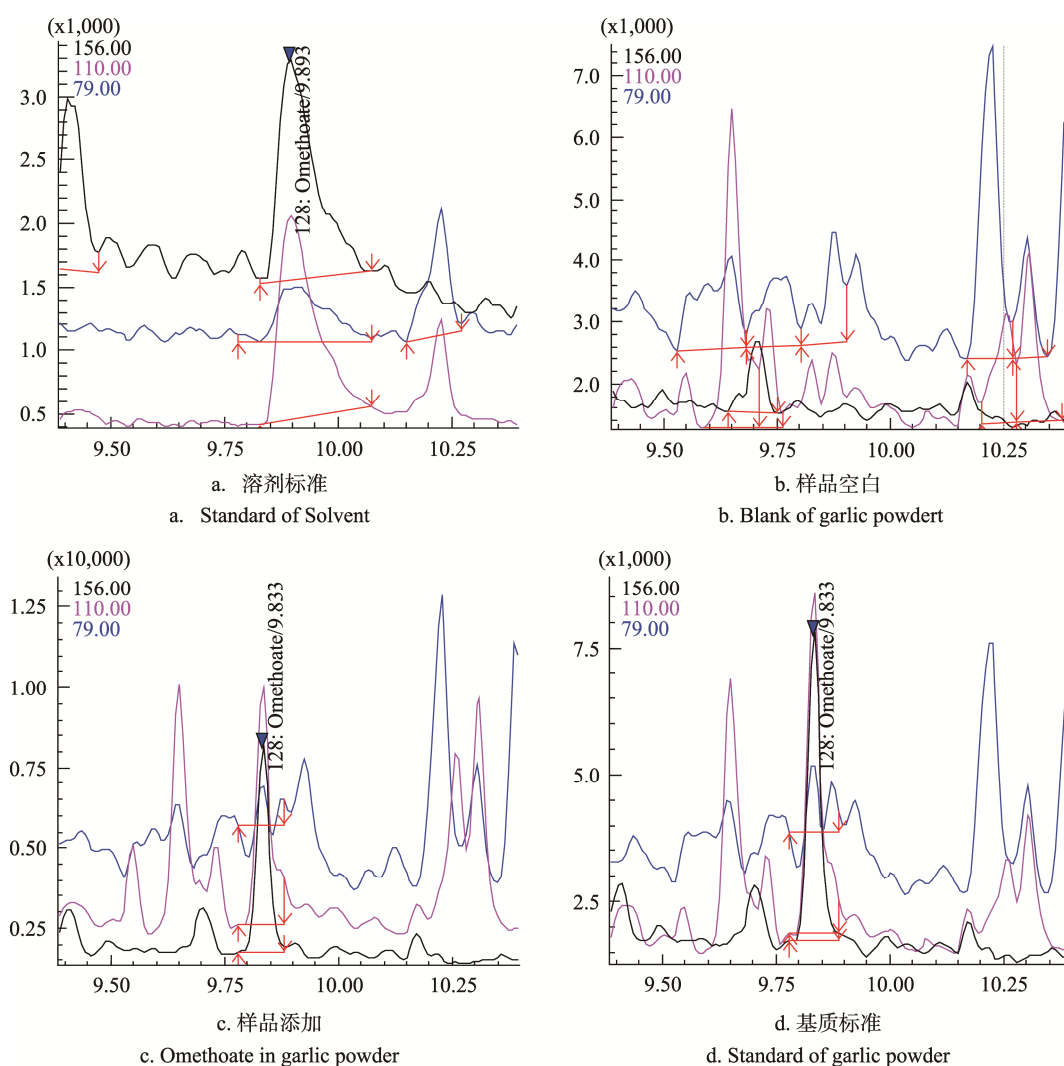 (x1,000)
156.00
110.00
79.00
128: Omethoate/9.893
3.0
2.5
2.0
1.5
1.0
0.5
9.50 9.75 10.00 10.25
a. 溶剂标准
a. Standard of Solvent
(x1,000)
156.00
110.00
79.00
7.0
6.0
5.0
4.0
3.0
2.0
9.50 9.75 10.00 10.25
b. 样品空白
b. Blank of garlic powdert
(x10,000)
156.00
110.00
79.00
128: Omethoate/9.833
1.25
1.00
0.75
0.50
0.25
9.50 9.75 10.00 10.25
c. 样品添加
c. Omethoate in garlic powder
(x1,000)
156.00
110.00
79.00
128: Omethoate/9.833
7.5
5.0
2.5
9.50 9.75 10.00 10.25
d. 基质标准
d. Standard of garlic powder